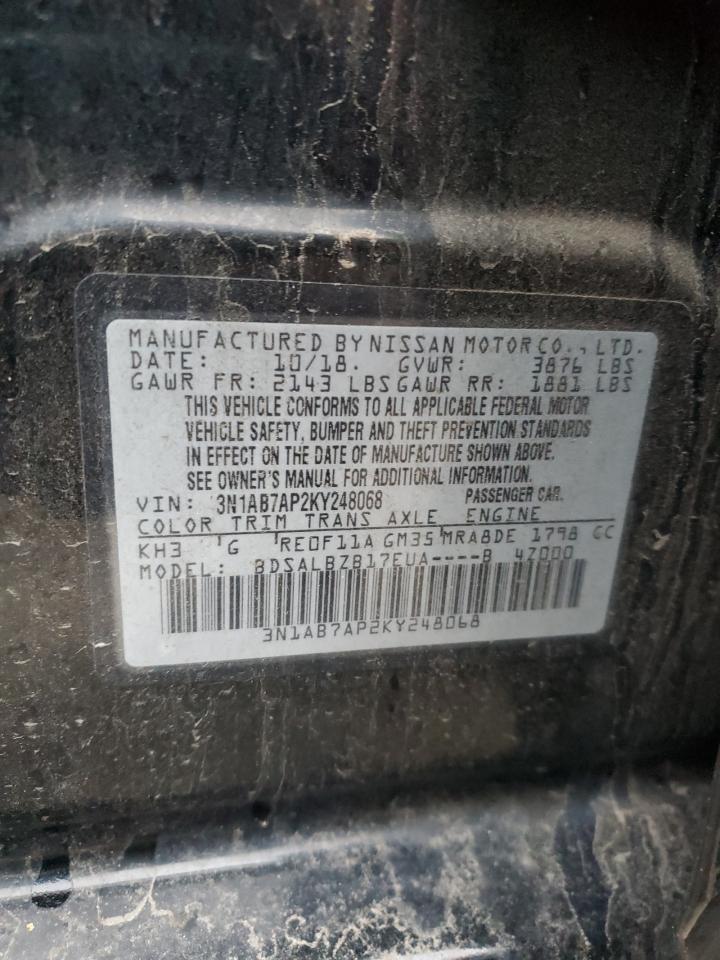 MANUFACTURED BY NISSAN MOTOR CO., LTD.
DATE: 10/18. GVWR: 3876 LBS
GAWR FR: 2143 LBS GAWR RR: 1881 LBS
THIS VEHICLE CONFORMS TO ALL APPLICABLE FEDERAL MOTOR
VEHICLE SAFETY, BUMPER AND THEFT PREVENTION STANDARDS
IN EFFECT ON THE DATE OF MANUFACTURE SHOWN ABOVE.
SEE OWNER'S MANUAL FOR ADDITIONAL INFORMATION.
VIN: 3N1AB7AP2KY248068 PASSENGER CAR.
COLOR TRIM TRANS AXLE ENGINE
KH3 'G 'RE0F11A GM35 'MRA8DE 1798 CC
MODEL: BDSALBZB17EUA----B 4Z000
3N1AB7AP2KY248068